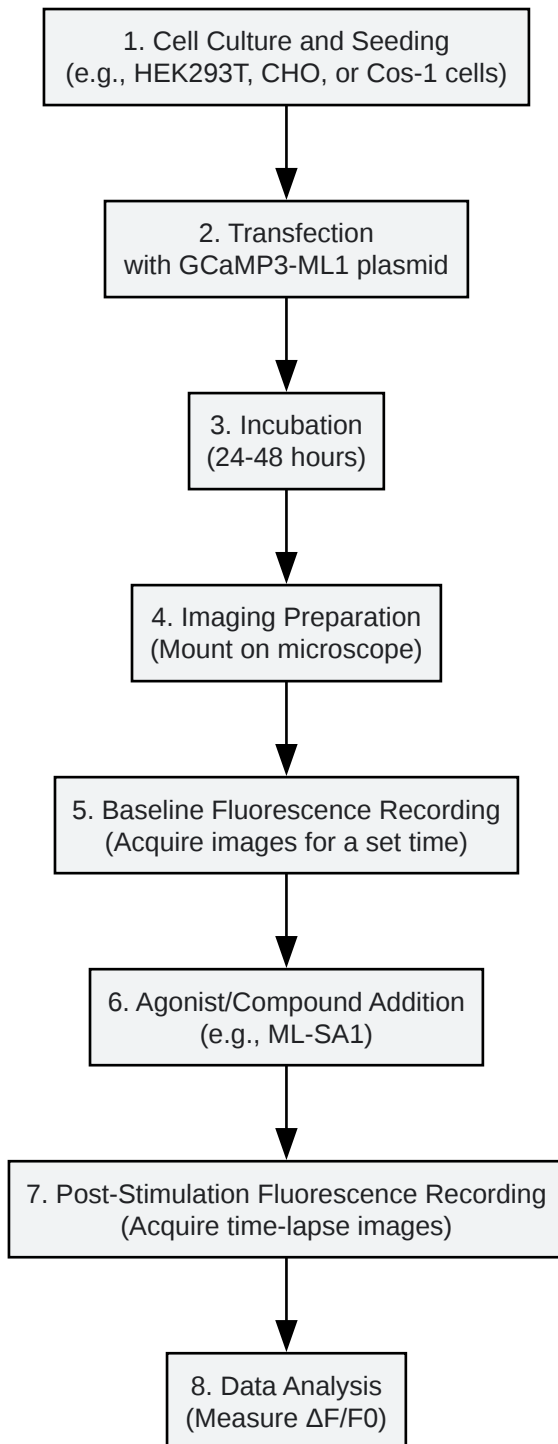 1. Cell Culture and Seeding
(e.g., HEK293T, CHO, or Cos-1 cells)
2. Transfection
with GCaMP3-ML1 plasmid
3. Incubation
(24-48 hours)
4. Imaging Preparation
(Mount on microscope)
5. Baseline Fluorescence Recording
(Acquire images for a set time)
6. Agonist/Compound Addition
(e.g., ML-SA1)
7. Post-Stimulation Fluorescence Recording
(Acquire time-lapse images)
8. Data Analysis
(Measure ΔF/F0)